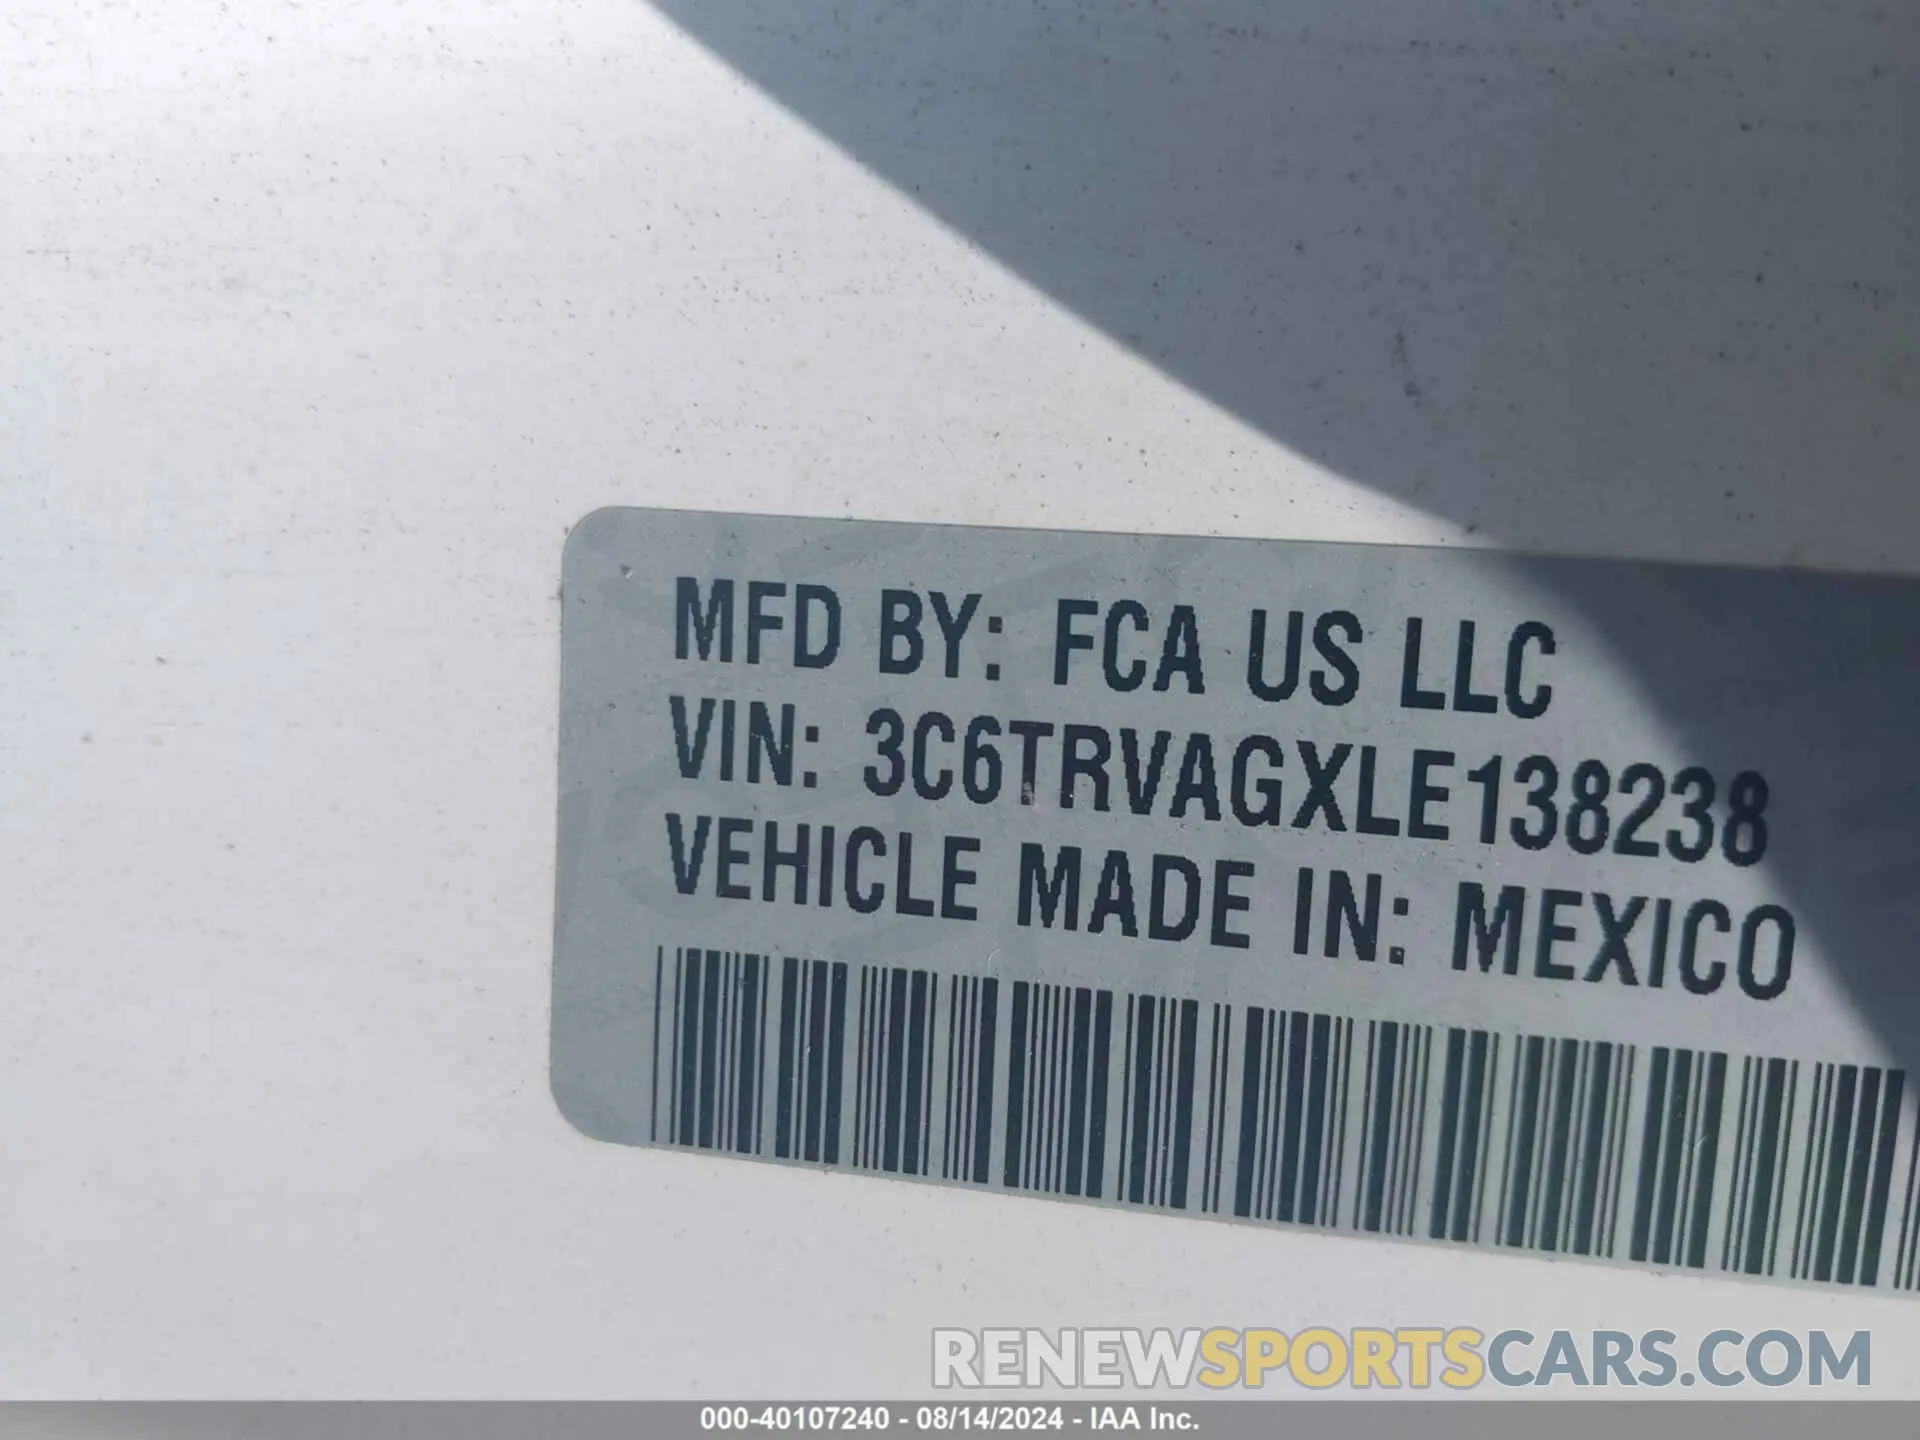 MFD BY: FCA US LLC
VIN: 3C6TRVAGXLE138238
VEHICLE MADE IN: MEXICO
RENEWSPORTSCARS.COM
000-40107240 - 08/14/2024 - IAA Inc.